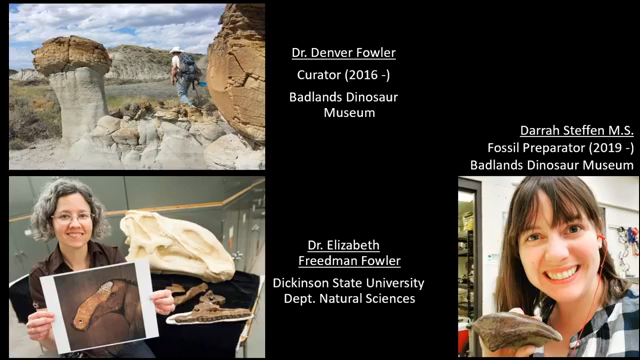 Dr. Denver Fowler
Curator (2016 -)
Badlands Dinosaur
Museum
Darrah Steffen M.S.
Fossil Preparator (2019 -)
Badlands Dinosaur Museum
Dr. Elizabeth
Freedman Fowler
Dickinson State University
Dept. Natural Sciences